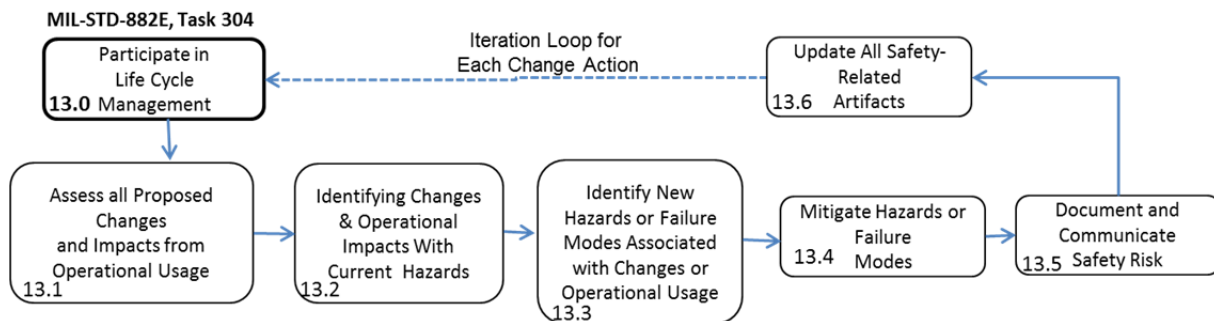 MIL-STD-882E, Task 304
Participate in
Life Cycle
13.0 Management
Iteration Loop for
Each Change Action
Update All Safety-
Related
13.6 Artifacts
Assess all Proposed
Changes
and Impacts from
Operational Usage
13.1
Identifying Changes
& Operational
Impacts With
Current Hazards
13.2
Identify New
Hazards or Failure
Modes Associated
with Changes or
Operational Usage
13.3
Mitigate Hazards or
Failure
13.4 Modes
Document and
Communicate
13.5 Safety Risk